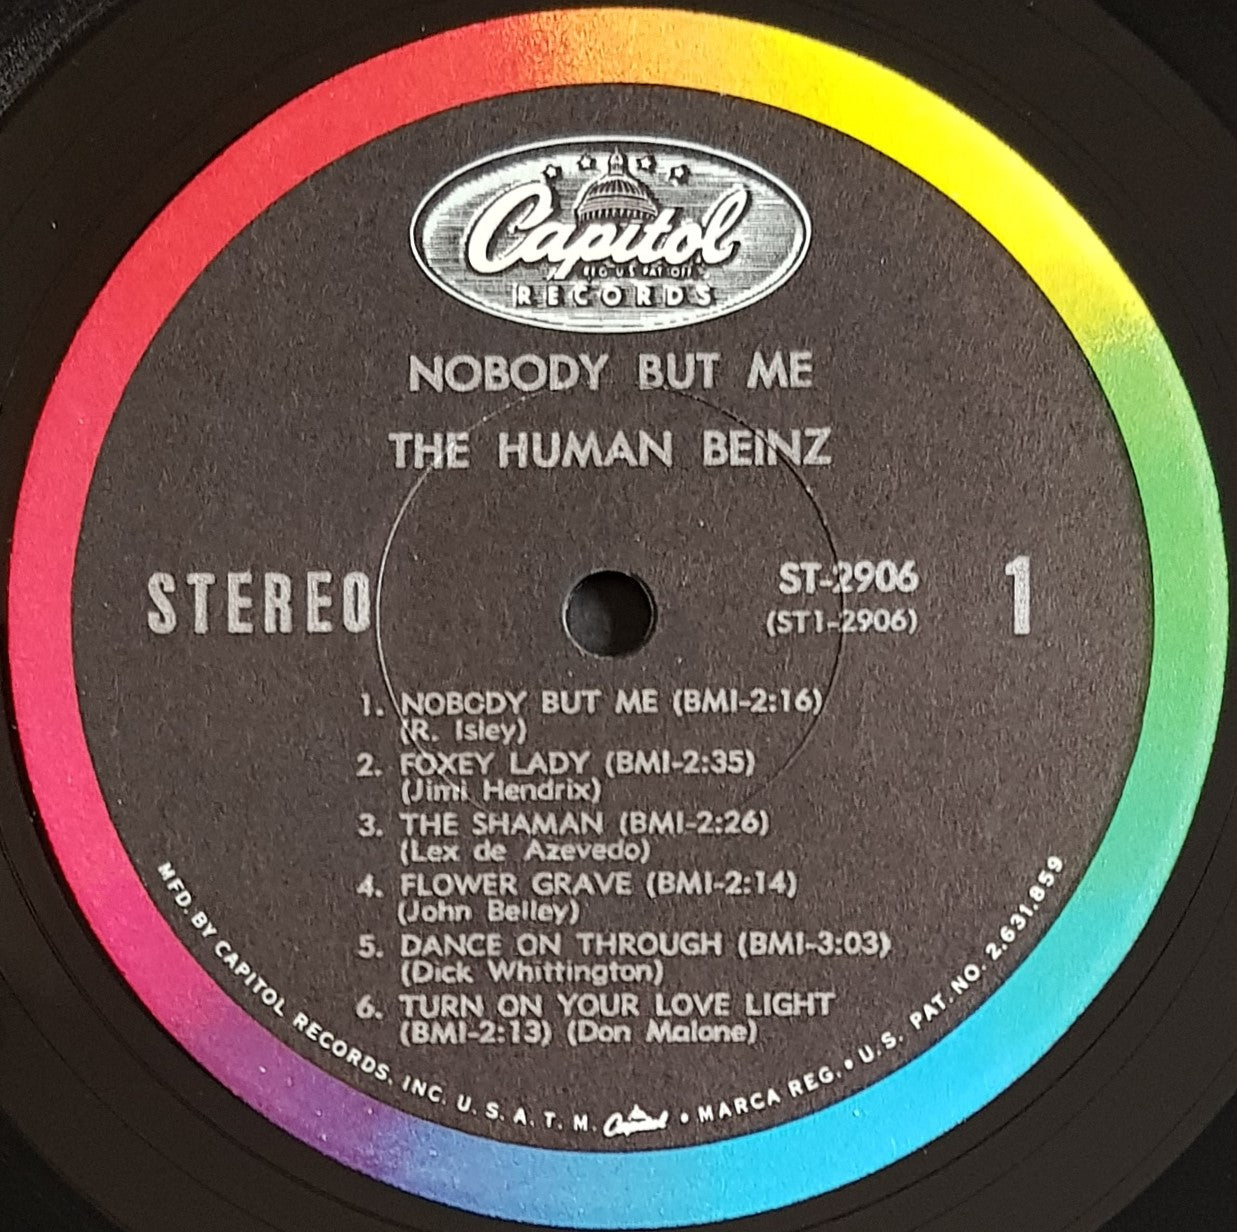 Capitol
REG. U.S. PAT. OFF.
RECORDS
NOBODY BUT ME
THE HUMAN BEINZ
STEREO
ST-2906
(ST1-2906)
1
1. NOBODY BUT ME (BMI-2:16)
(R. Isley)
2. FOXEY LADY (BMI-2:35)
(Jimi Hendrix)
3. THE SHAMAN (BMI-2:26)
(Lex de Azevedo)
4. FLOWER GRAVE (BMI-2:14)
(John Belley)
5. DANCE ON THROUGH (BMI-3:03)
(Dick Whittington)
6. TURN ON YOUR LOVE LIGHT
(BMI-2:13) (Don Malone)
MFD. BY CAPITOL RECORDS, INC. U. S. A. T. M. Capitol • MARCA REG. • U.S. PAT. NO. 2,631,859